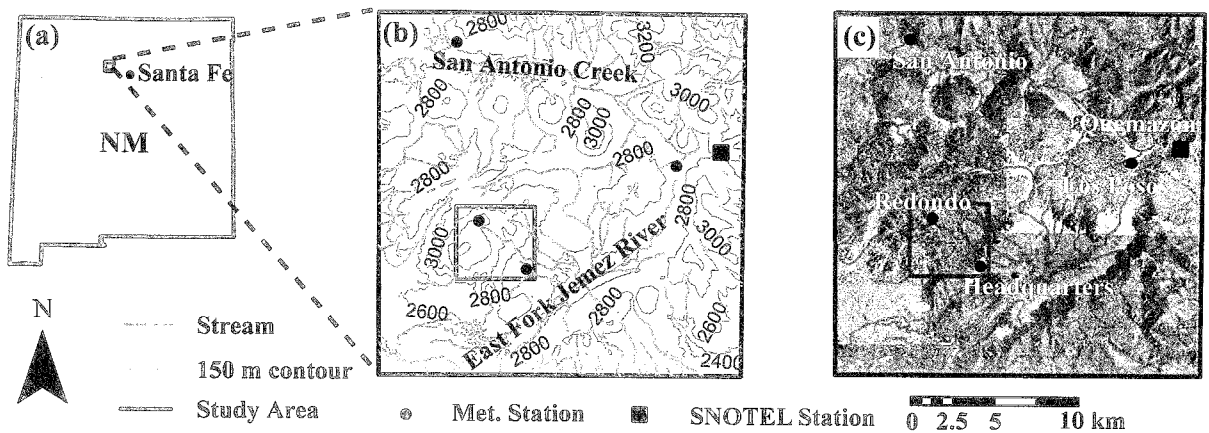 (a)
Santa Fe
NM
N
Stream
150 m contour
Study Area
(b)
2800
3200
San Antonio Creek
2800
3000
2800
3000
2800
2800
2800
3000
3000
2800
2600
2800
2600
East Fork Jemez River
2800
2400
(c)
San Antonio
Quemazon
Los Posos
Redondo
Headquarters
Met. Station
SNOTEL Station
0 2.5 5 10 km